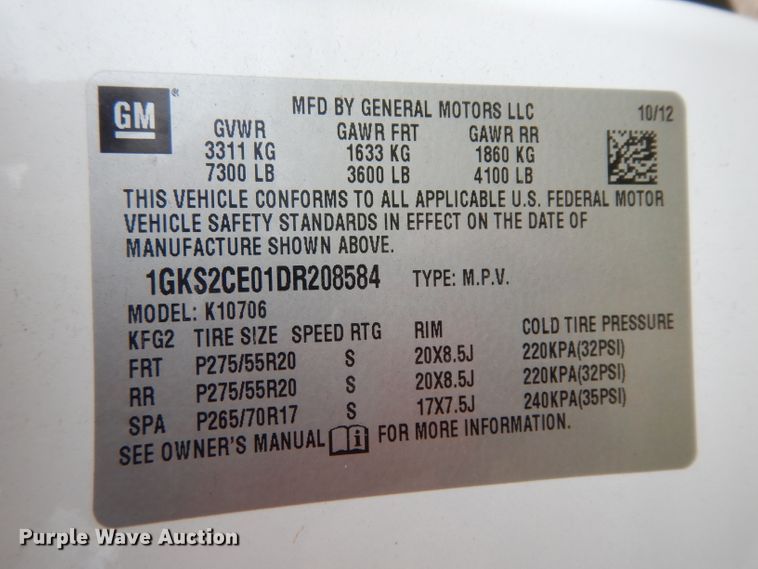 GM
MFD BY GENERAL MOTORS LLC 10/12
GVWR GAWR FRT GAWR RR
3311 KG 1633 KG 1860 KG
7300 LB 3600 LB 4100 LB
THIS VEHICLE CONFORMS TO ALL APPLICABLE U.S. FEDERAL MOTOR
VEHICLE SAFETY STANDARDS IN EFFECT ON THE DATE OF
MANUFACTURE SHOWN ABOVE.
1GKS2CE01DR208584 TYPE: M.P.V.
MODEL: K10706
KFG2 TIRE SIZE SPEED RTG RIM COLD TIRE PRESSURE
FRT P275/55R20 S 20X8.5J 220KPA(32PSI)
RR P275/55R20 S 20X8.5J 220KPA(32PSI)
SPA P265/70R17 S 17X7.5J 240KPA(35PSI)
SEE OWNER'S MANUAL i FOR MORE INFORMATION.
Purple Wave Auction